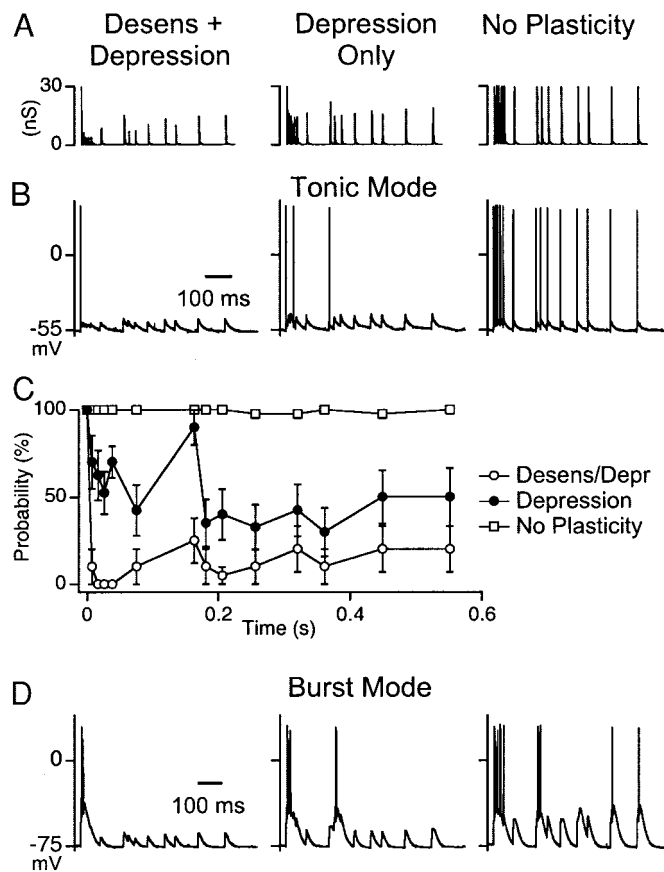 A
Desens +
Depression
Depression
Only
No Plasticity
30
(nS)
0
B
Tonic Mode
0
100 ms
-55
mV
C
100
50
0
Probability (%)
0
0.2
0.4
0.6
Time (s)
Desens/Depr
Depression
No Plasticity
D
Burst Mode
0
100 ms
-75
mV